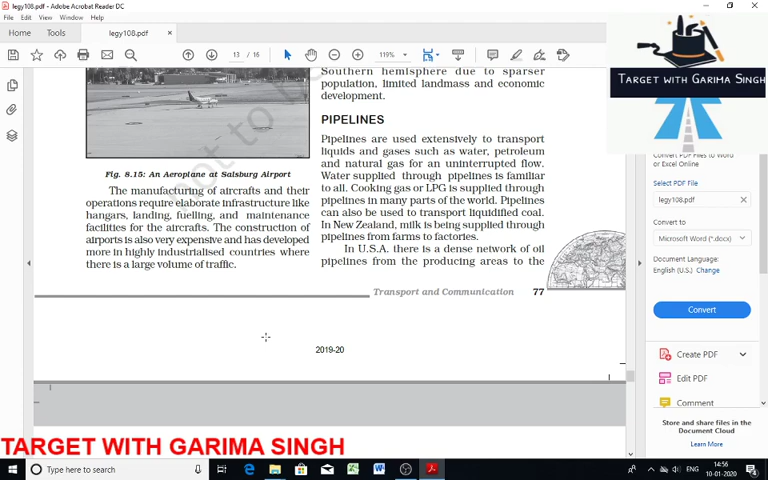 legy108.pdf - Adobe Acrobat Reader DC
File Edit View Window Help
Home Tools legy108.pdf ×
13 / 16 119%
TARGET WITH GARIMA SINGH
Southern hemisphere due to sparser
population, limited landmass and economic
development.
PIPELINES
Pipelines are used extensively to transport
liquids and gases such as water, petroleum
and natural gas for an uninterrupted flow.
Water supplied through pipelines is familiar
to all. Cooking gas or LPG is supplied through
pipelines in many parts of the world. Pipelines
can also be used to transport liquidified coal.
In New Zealand, milk is being supplied through
pipelines from farms to factories.
In U.S.A. there is a dense network of oil
pipelines from the producing areas to the
not to
Fig. 8.15: An Aeroplane at Salsburg Airport
The manufacturing of aircrafts and their
operations require elaborate infrastructure like
hangars, landing, fuelling, and maintenance
facilities for the aircrafts. The construction of
airports is also very expensive and has developed
more in highly industrialised countries where
there is a large volume of traffic.
Transport and Communication 77
2019-20
Convert PDFs to Word
or Excel Online
Select PDF File
legy108.pdf
Convert to
Microsoft Word (*.docx)
Document Language:
English (U.S.) Change
Convert
Create PDF
Edit PDF
Comment
Store and share files in the
Document Cloud
Learn More
TARGET WITH GARIMA SINGH
Type here to search
ENG
14:56
10-01-2020